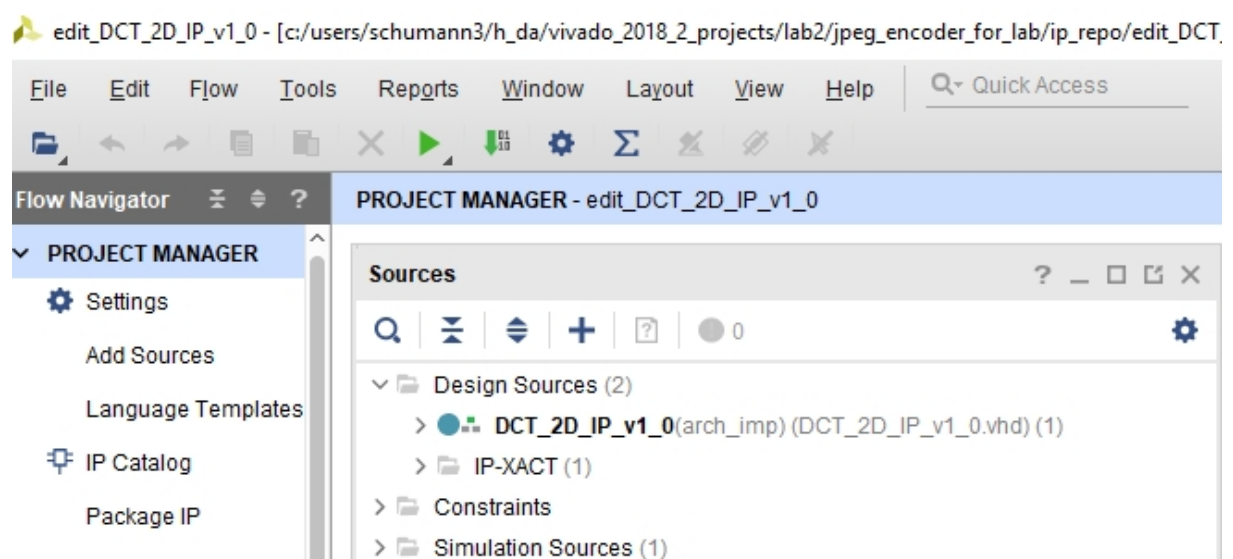 edit_DCT_2D_IP_v1_0 - [c:/users/schumann3/h_da/vivado_2018_2_projects/lab2/jpeg_encoder_for_lab/ip_repo/edit_DCT_
File Edit Flow Tools Reports Window Layout View Help Quick Access
Flow Navigator ?
PROJECT MANAGER - edit_DCT_2D_IP_v1_0
PROJECT MANAGER
Settings
Add Sources
Language Templates
IP Catalog
Package IP
Sources ?
? 0
Design Sources (2)
DCT_2D_IP_v1_0(arch_imp) (DCT_2D_IP_v1_0.vhd) (1)
IP-XACT (1)
Constraints
Simulation Sources (1)